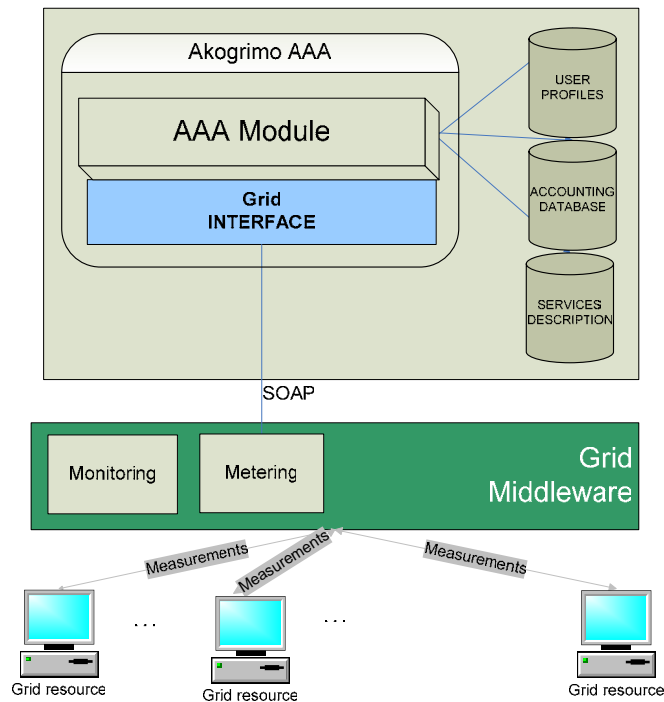 Akogrimo AAA
AAA Module
Grid
INTERFACE
USER
PROFILES
ACCOUNTING
DATABASE
SERVICES
DESCRIPTION
SOAP
Monitoring
Metering
Grid
Middleware
Measurements
Measurements
Measurements
...
...
Grid resource
Grid resource
Grid resource